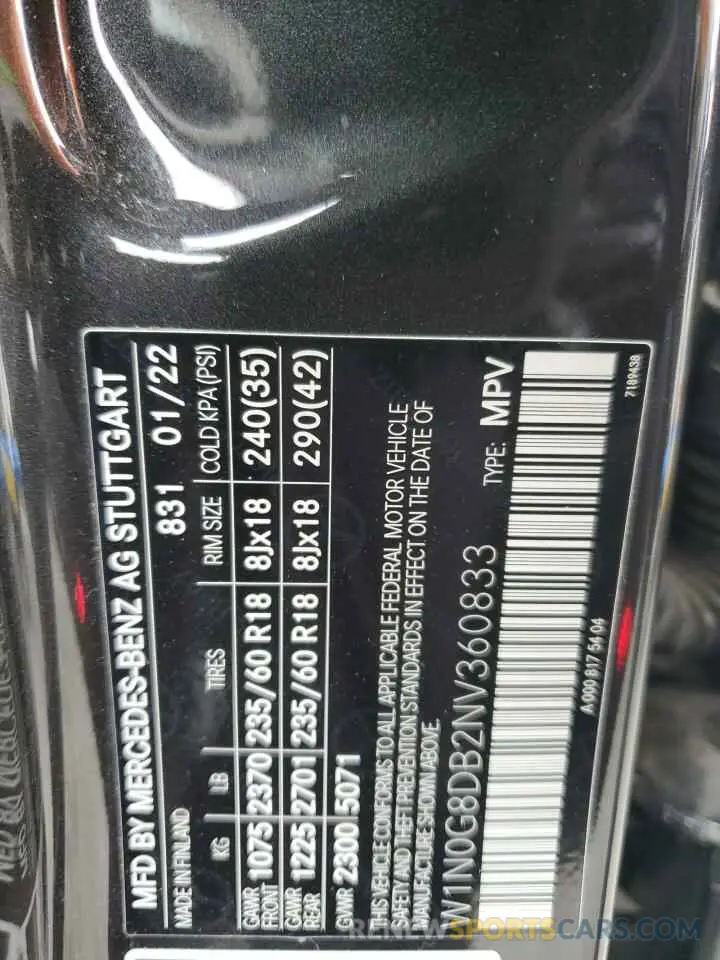 MFD BY MERCEDES-BENZ AG STUTTGART
MADE IN FINLAND 831 01/22
KG LB TIRES RIM SIZE COLD KPA (PSI)
GAWR FRONT 1075 2370 235/60 R18 8Jx18 240(35)
GAWR REAR 1225 2701 235/60 R18 8Jx18 290(42)
GVWR 2300 5071
THIS VEHICLE CONFORMS TO ALL APPLICABLE FEDERAL MOTOR VEHICLE
SAFETY AND THEFT PREVENTION STANDARDS IN EFFECT ON THE DATE OF
MANUFACTURE SHOWN ABOVE.
W1N0G8DB2NV360833 TYPE: MPV
A 000 817 54 04 7189438
RENEWSPORTSCARS.COM